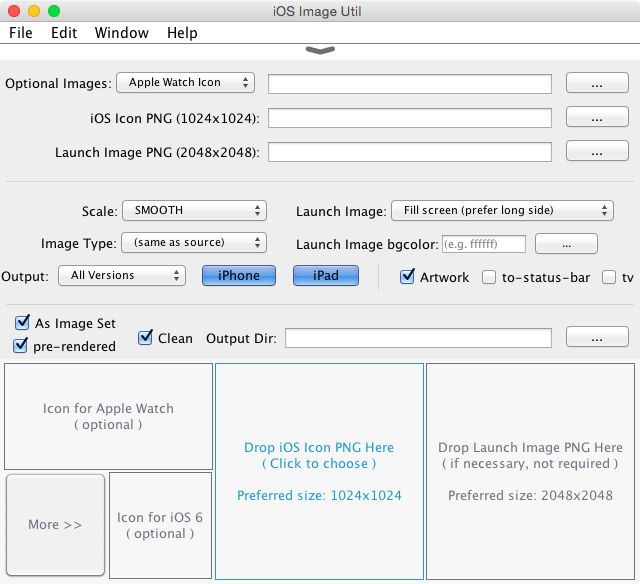 iOS Image Util
File Edit Window Help
Optional Images: Apple Watch Icon ...
iOS Icon PNG (1024x1024): ...
Launch Image PNG (2048x2048): ...
Scale: SMOOTH Launch Image: Fill screen (prefer long side)
Image Type: (same as source) Launch Image bgcolor: (e.g. ffffff) ...
Output: All Versions iPhone iPad Artwork to-status-bar tv
As Image Set
pre-rendered Clean Output Dir: ...
Icon for Apple Watch
( optional )
Drop iOS Icon PNG Here
( Click to choose )
Preferred size: 1024x1024
Drop Launch Image PNG Here
( if necessary, not required )
Preferred size: 2048x2048
More >>
Icon for iOS 6
( optional )